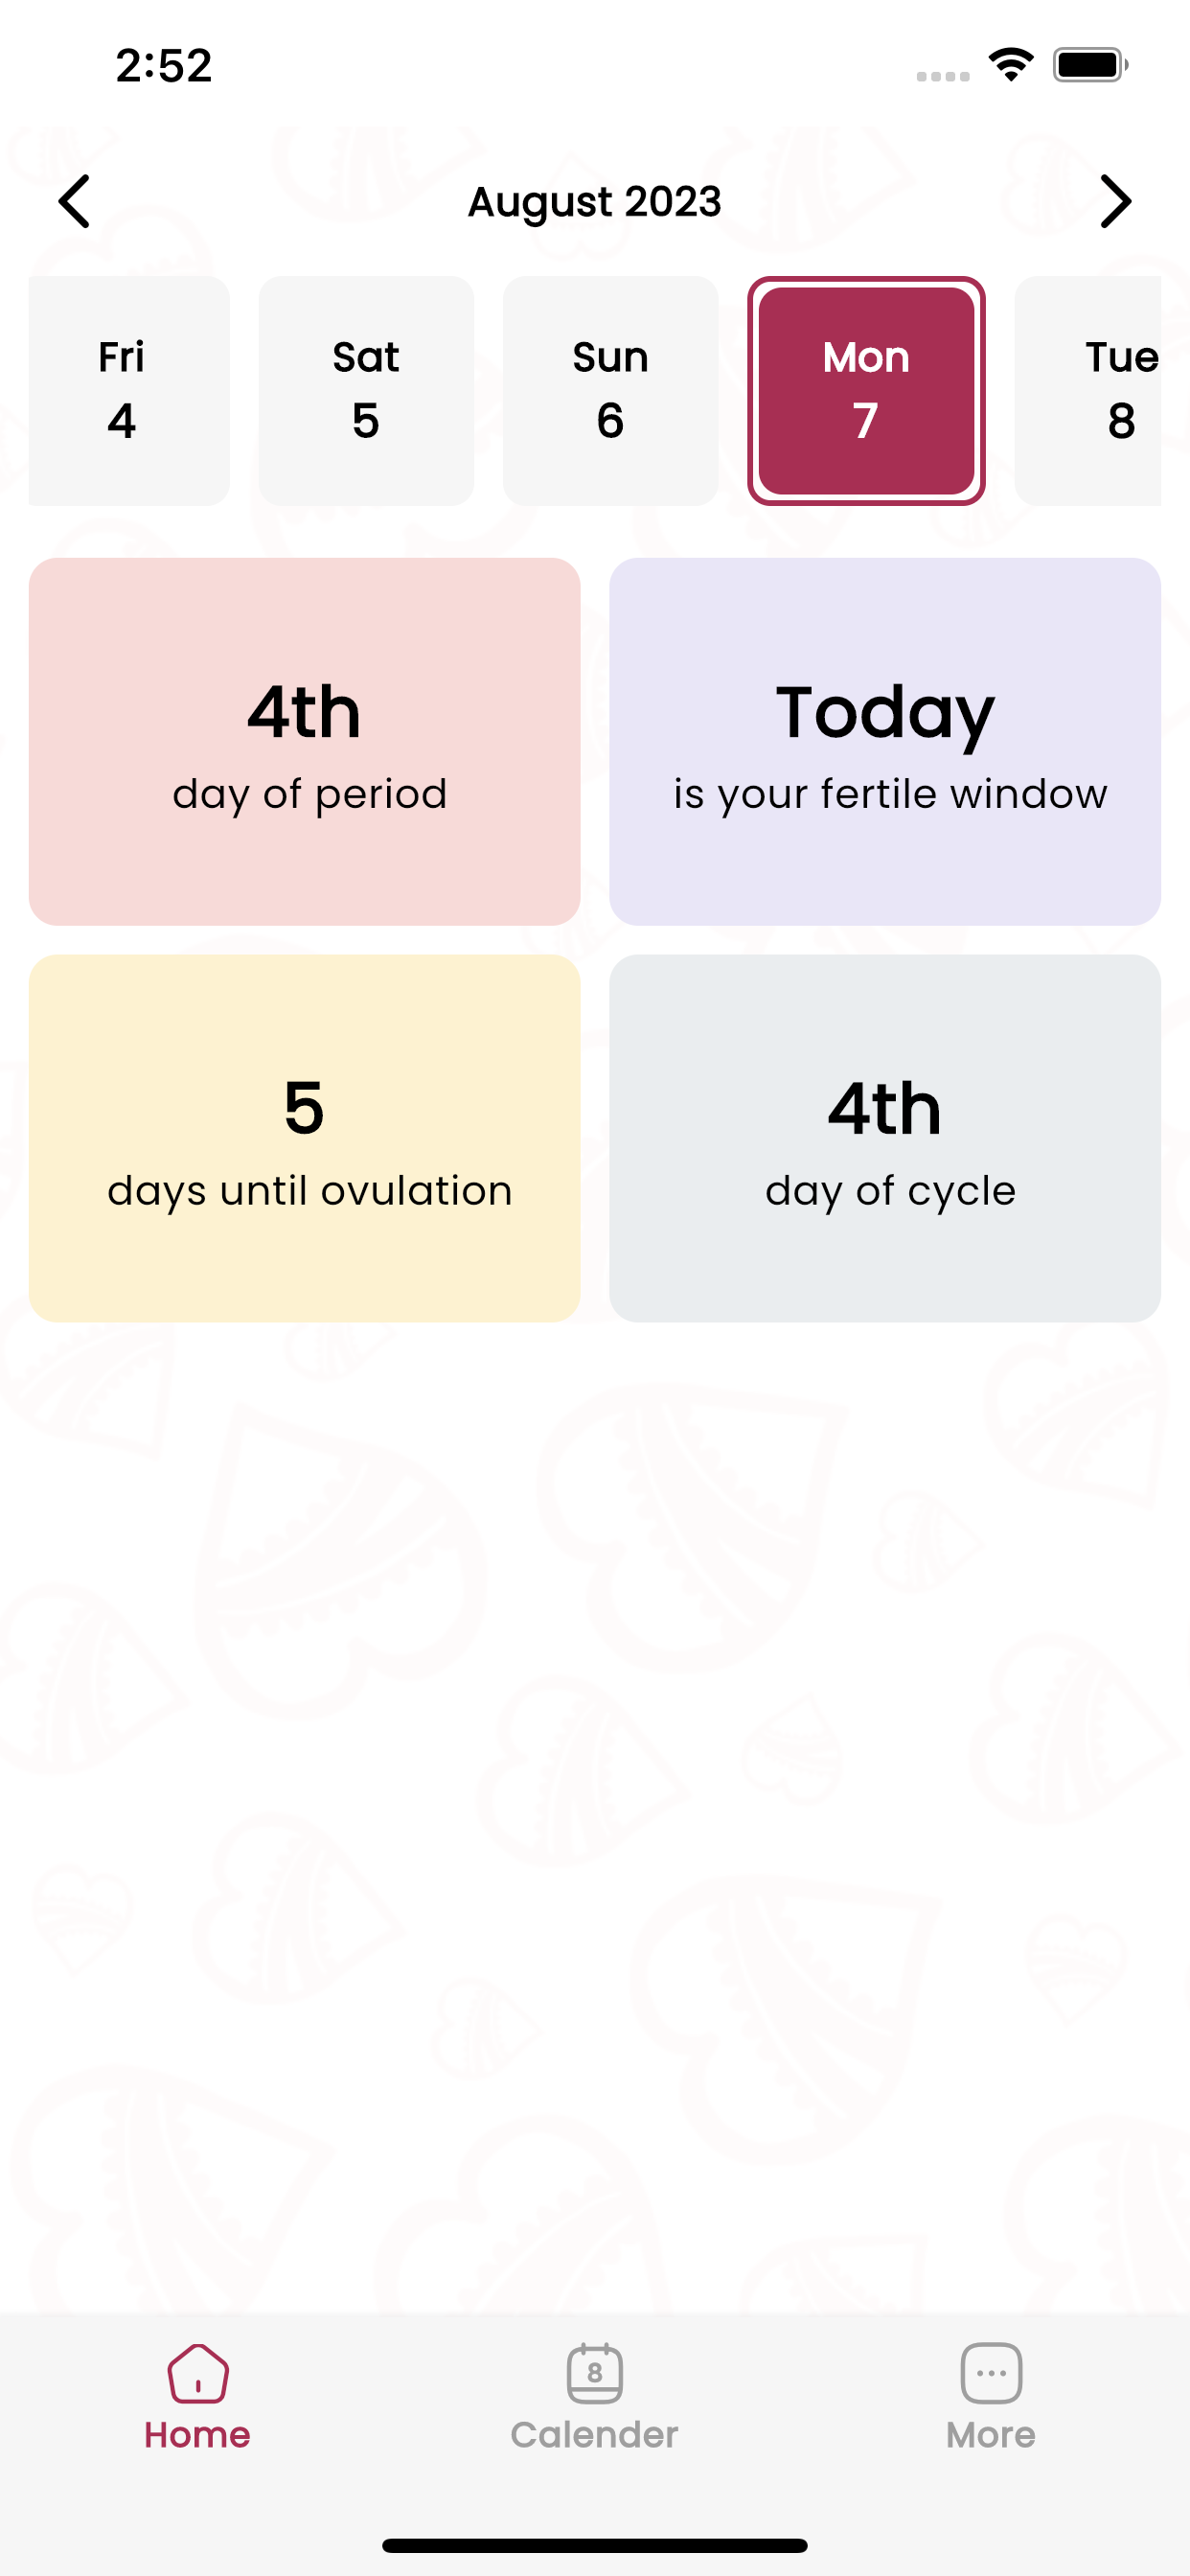 2:52
August 2023
Fri
4
Sat
5
Sun
6
Mon
7
Tue
8
4th
day of period
Today
is your fertile window
5
days until ovulation
4th
day of cycle
Home
8
Calender
More